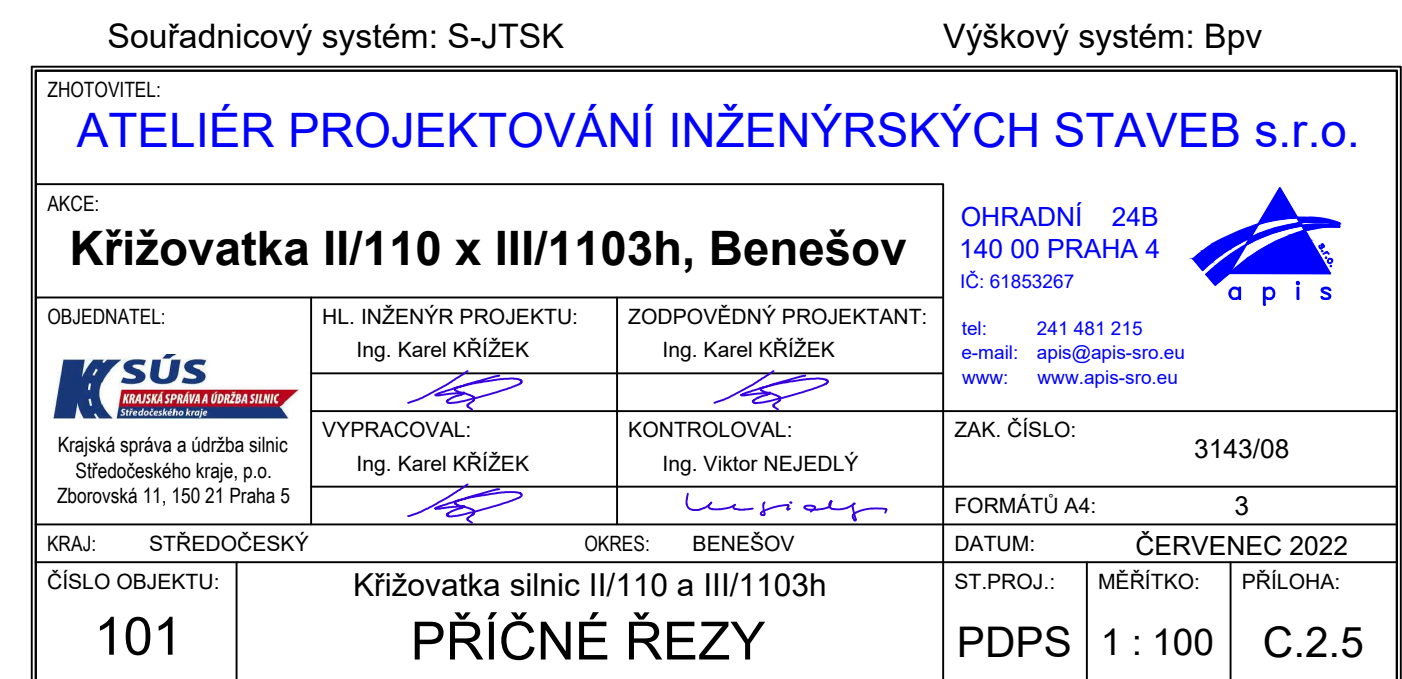 Souřadnicový systém: S-JTSK
Výškový systém: Bpv
ZHOTOVITEL:
ATELIÉR PROJEKTOVÁNÍ INŽENÝRSKÝCH STAVEB s.r.o.
AKCE:
Křižovatka II/110 x III/1103h, Benešov
OHRADNÍ 24B
140 00 PRAHA 4
IČ: 61853267
s.r.o.
apis
tel: 241 481 215
e-mail: apis@apis-sro.eu
www: www.apis-sro.eu
OBJEDNATEL:
KSÚS
KRAJSKÁ SPRÁVA A ÚDRŽBA SILNIC
Středočeského kraje
Krajská správa a údržba silnic
Středočeského kraje, p.o.
Zborovská 11, 150 21 Praha 5
HL. INŽENÝR PROJEKTU:
Ing. Karel KŘÍŽEK
ZODPOVĚDNÝ PROJEKTANT:
Ing. Karel KŘÍŽEK
VYPRACOVAL:
Ing. Karel KŘÍŽEK
KONTROLOVAL:
Ing. Viktor NEJEDLÝ
ZAK. ČÍSLO:
3143/08
FORMÁTŮ A4: 3
KRAJ: STŘEDOČESKÝ
OKRES: BENEŠOV
DATUM: ČERVENEC 2022
ČÍSLO OBJEKTU:
101
Křižovatka silnic II/110 a III/1103h
PŘÍČNÉ ŘEZY
ST.PROJ.:
PDPS
MĚŘÍTKO:
1 : 100
PŘÍLOHA:
C.2.5